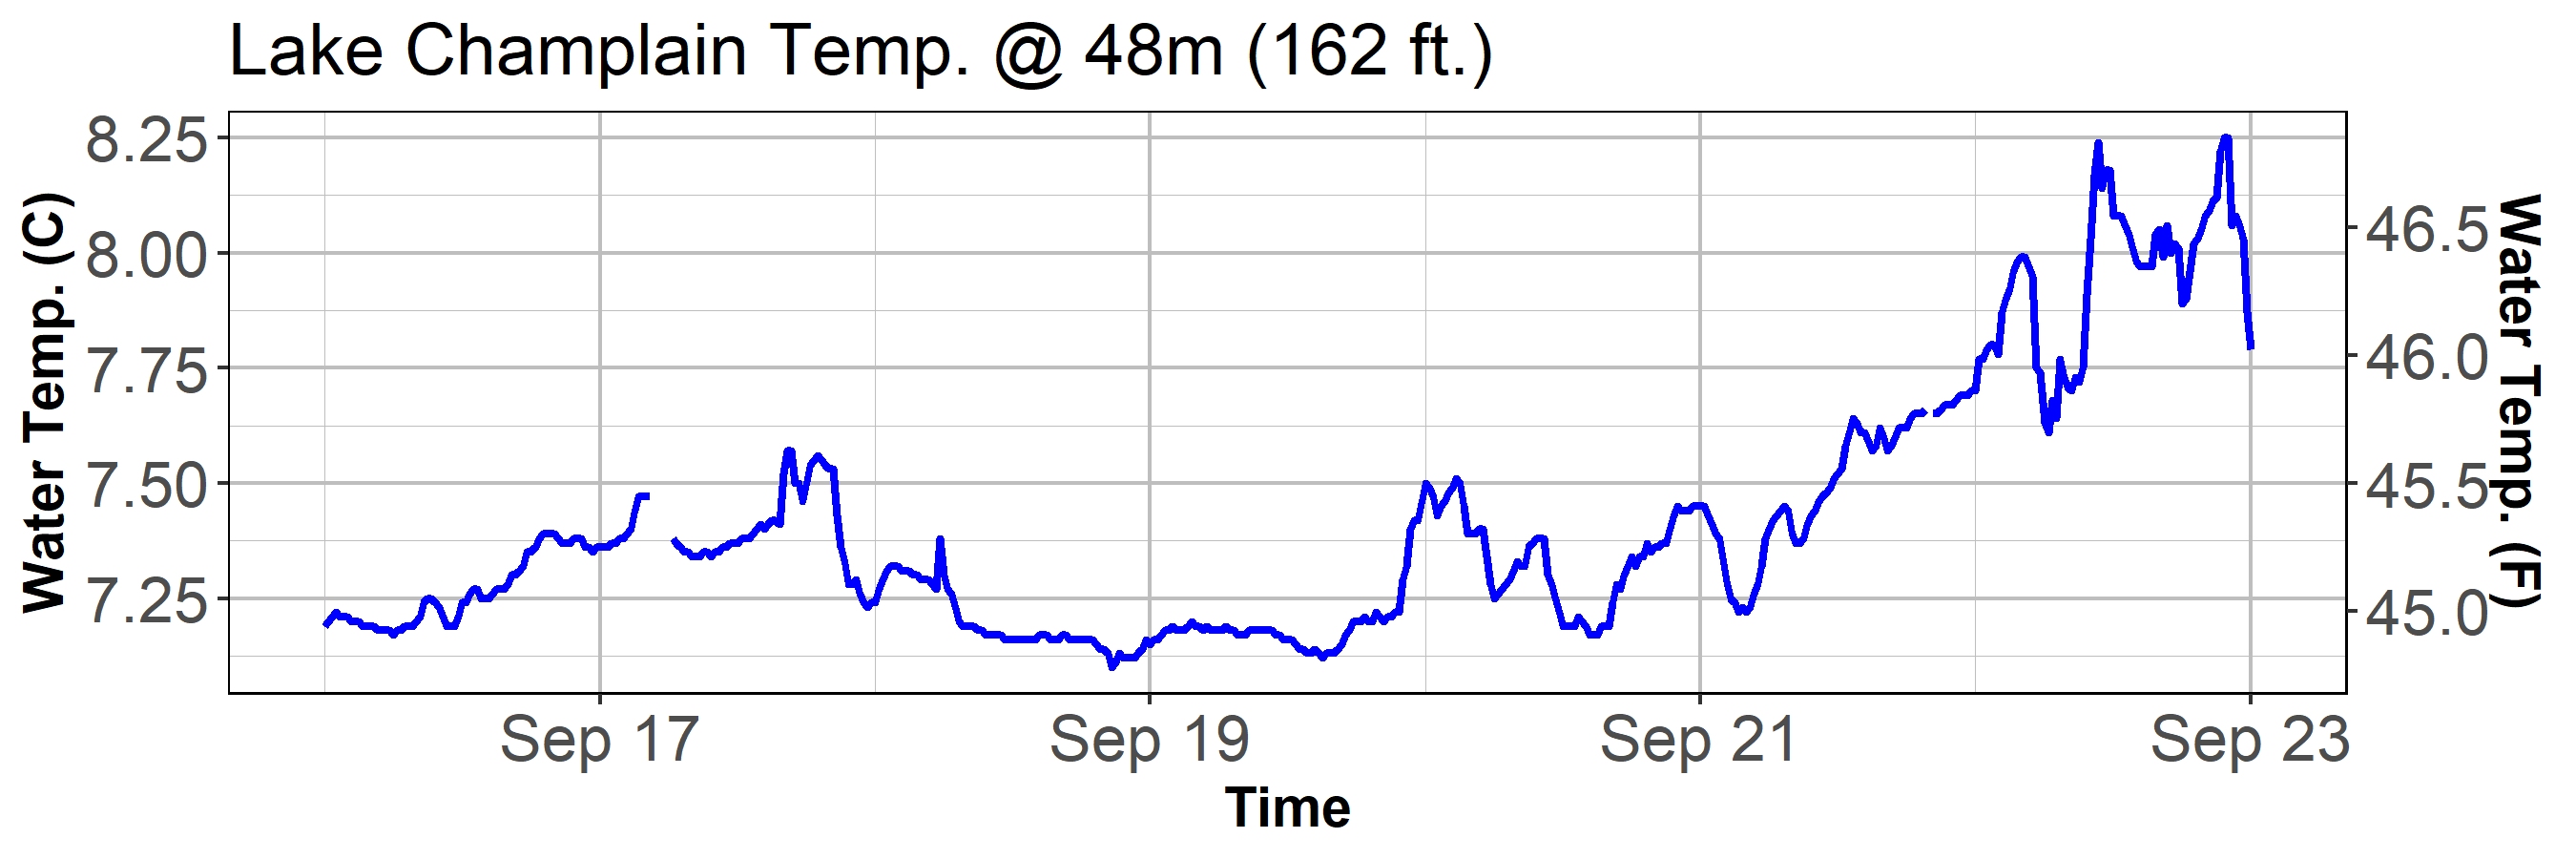 Lake Champlain Temp. @ 48m (162 ft.)
Water Temp. (C)
8.25
8.00
7.75
7.50
7.25
46.5
46.0
45.5
45.0
Water Temp. (F)
Sep 17
Sep 19
Sep 21
Sep 23
Time